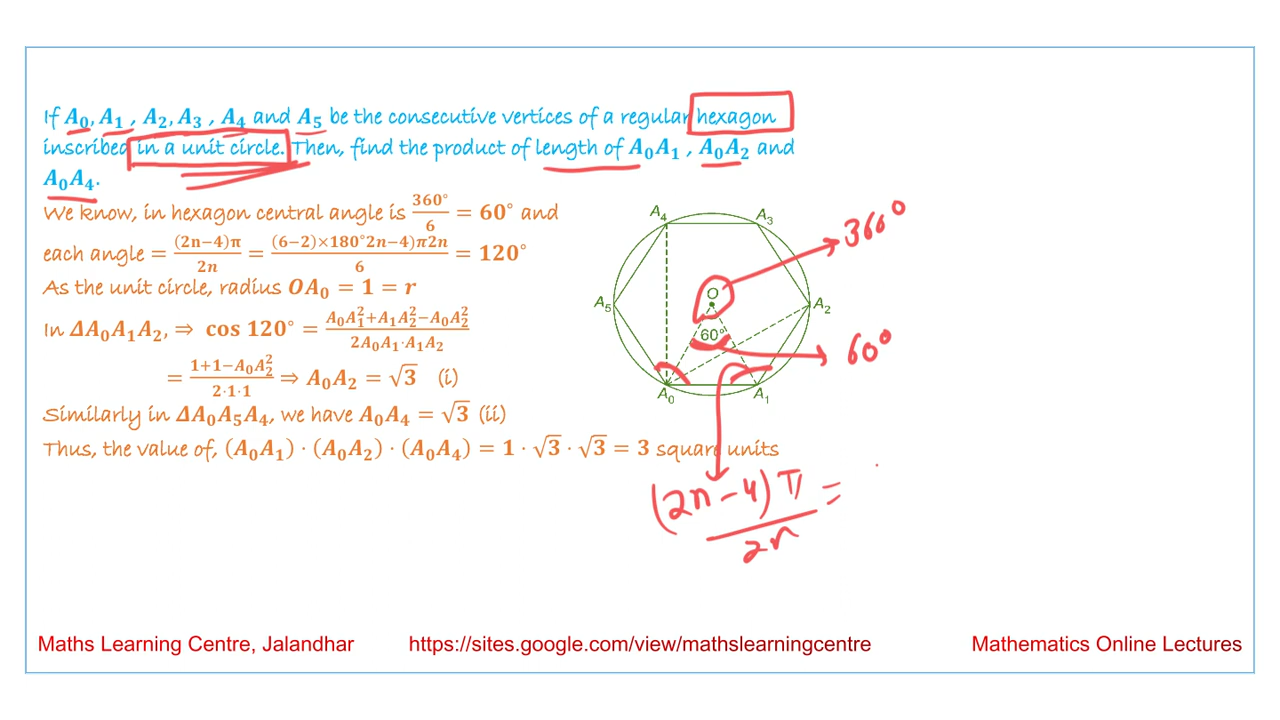 If A₀, A₁ , A₂, A₃ , A₄ and A₅ be the consecutive vertices of a regular hexagon
inscribed in a unit circle. Then, find the product of length of A₀A₁ , A₀A₂ and
A₀A₄.
We know, in hexagon central angle is 360°/6 = 60° and
each angle = (2n−4)π/2n = (6−2)×180°2n−4)π2n/6 = 120°
As the unit circle, radius OA₀ = 1 = r
In ΔA₀A₁A₂, ⇒ cos 120° = (A₀A₁²+A₁A₂²−A₀A₂²)/(2A₀A₁·A₁A₂)
= (1+1−A₀A₂²)/(2·1·1) ⇒ A₀A₂ = √3 (i)
Similarly in ΔA₀A₅A₄, we have A₀A₄ = √3 (ii)
Thus, the value of, (A₀A₁) · (A₀A₂) · (A₀A₄) = 1 · √3 · √3 = 3 square units
A₄ A₃
360°
O
A₅ A₂
60°
60°
A₀ A₁
(2n−4)π/2n =
Maths Learning Centre, Jalandhar https://sites.google.com/view/mathslearningcentre Mathematics Online Lectures